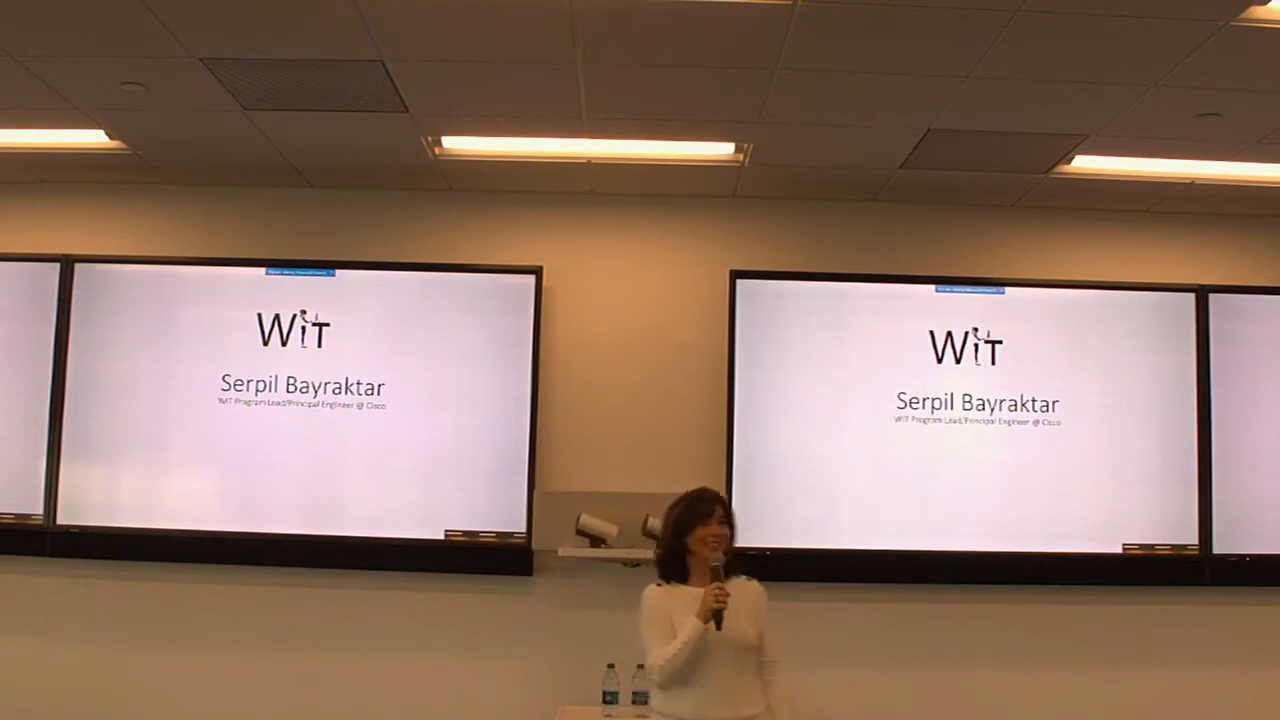 WiT
Serpil Bayraktar
WIT Program Lead/Principal Engineer @ Cisco
WiT
Serpil Bayraktar
WIT Program Lead/Principal Engineer @ Cisco